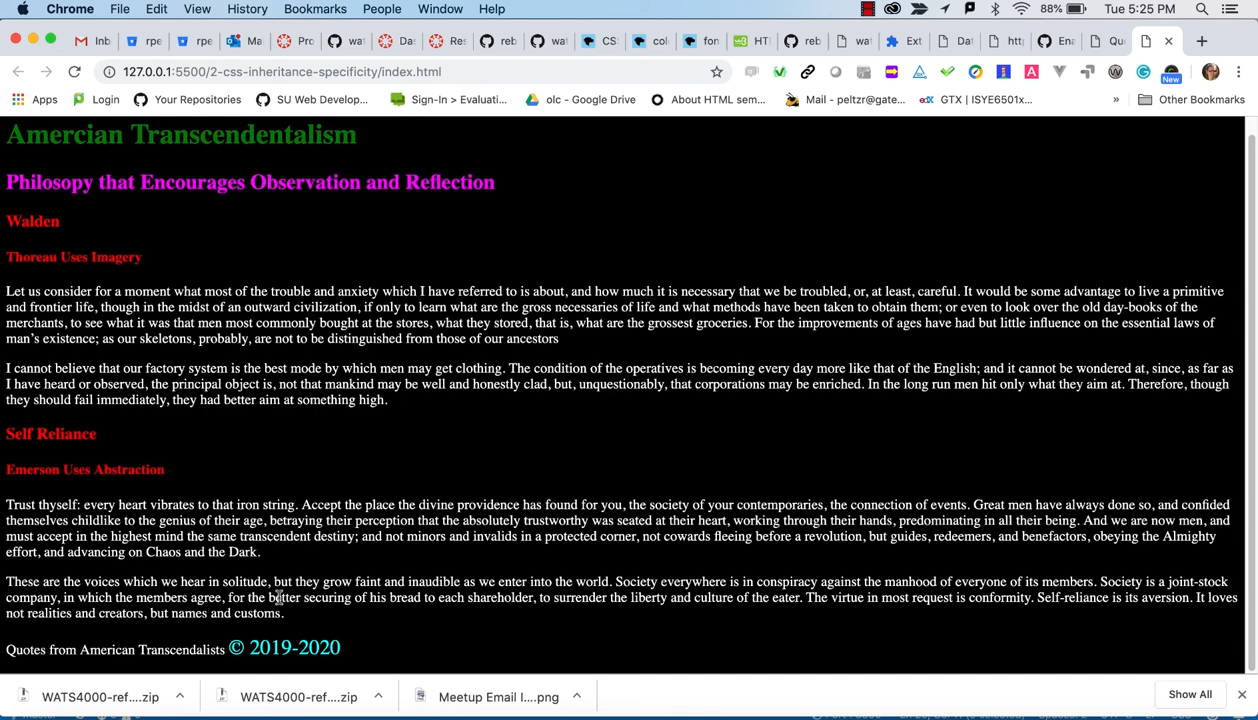 Chrome File Edit View History Bookmarks People Window Help 88% Tue 5:25 PM
Inb rpe rpe Ma Pro wat Das Res reb wat CS: col fon HT reb wat Ext Dat http Ena Qu
127.0.0.1:5500/2-css-inheritance-specificity/index.html
New
Apps Login Your Repositories SU Web Develop... Sign-In > Evaluati... olc - Google Drive About HTML sem... Mail - peltzr@gate... edX GTX | ISYE6501x... » Other Bookmarks
Amercian Transcendentalism
Philosopy that Encourages Observation and Reflection
Walden
Thoreau Uses Imagery
Let us consider for a moment what most of the trouble and anxiety which I have referred to is about, and how much it is necessary that we be troubled, or, at least, careful. It would be some advantage to live a primitive
and frontier life, though in the midst of an outward civilization, if only to learn what are the gross necessaries of life and what methods have been taken to obtain them; or even to look over the old day-books of the
merchants, to see what it was that men most commonly bought at the stores, what they stored, that is, what are the grossest groceries. For the improvements of ages have had but little influence on the essential laws of
man's existence; as our skeletons, probably, are not to be distinguished from those of our ancestors
I cannot believe that our factory system is the best mode by which men may get clothing. The condition of the operatives is becoming every day more like that of the English; and it cannot be wondered at, since, as far as
I have heard or observed, the principal object is, not that mankind may be well and honestly clad, but, unquestionably, that corporations may be enriched. In the long run men hit only what they aim at. Therefore, though
they should fail immediately, they had better aim at something high.
Self Reliance
Emerson Uses Abstraction
Trust thyself: every heart vibrates to that iron string. Accept the place the divine providence has found for you, the society of your contemporaries, the connection of events. Great men have always done so, and confided
themselves childlike to the genius of their age, betraying their perception that the absolutely trustworthy was seated at their heart, working through their hands, predominating in all their being. And we are now men, and
must accept in the highest mind the same transcendent destiny; and not minors and invalids in a protected corner, not cowards fleeing before a revolution, but guides, redeemers, and benefactors, obeying the Almighty
effort, and advancing on Chaos and the Dark.
These are the voices which we hear in solitude, but they grow faint and inaudible as we enter into the world. Society everywhere is in conspiracy against the manhood of everyone of its members. Society is a joint-stock
company, in which the members agree, for the better securing of his bread to each shareholder, to surrender the liberty and culture of the eater. The virtue in most request is conformity. Self-reliance is its aversion. It loves
not realities and creators, but names and customs.
Quotes from American Transcendalists © 2019-2020
WATS4000-ref....zip WATS4000-ref....zip Meetup Email I....png Show All